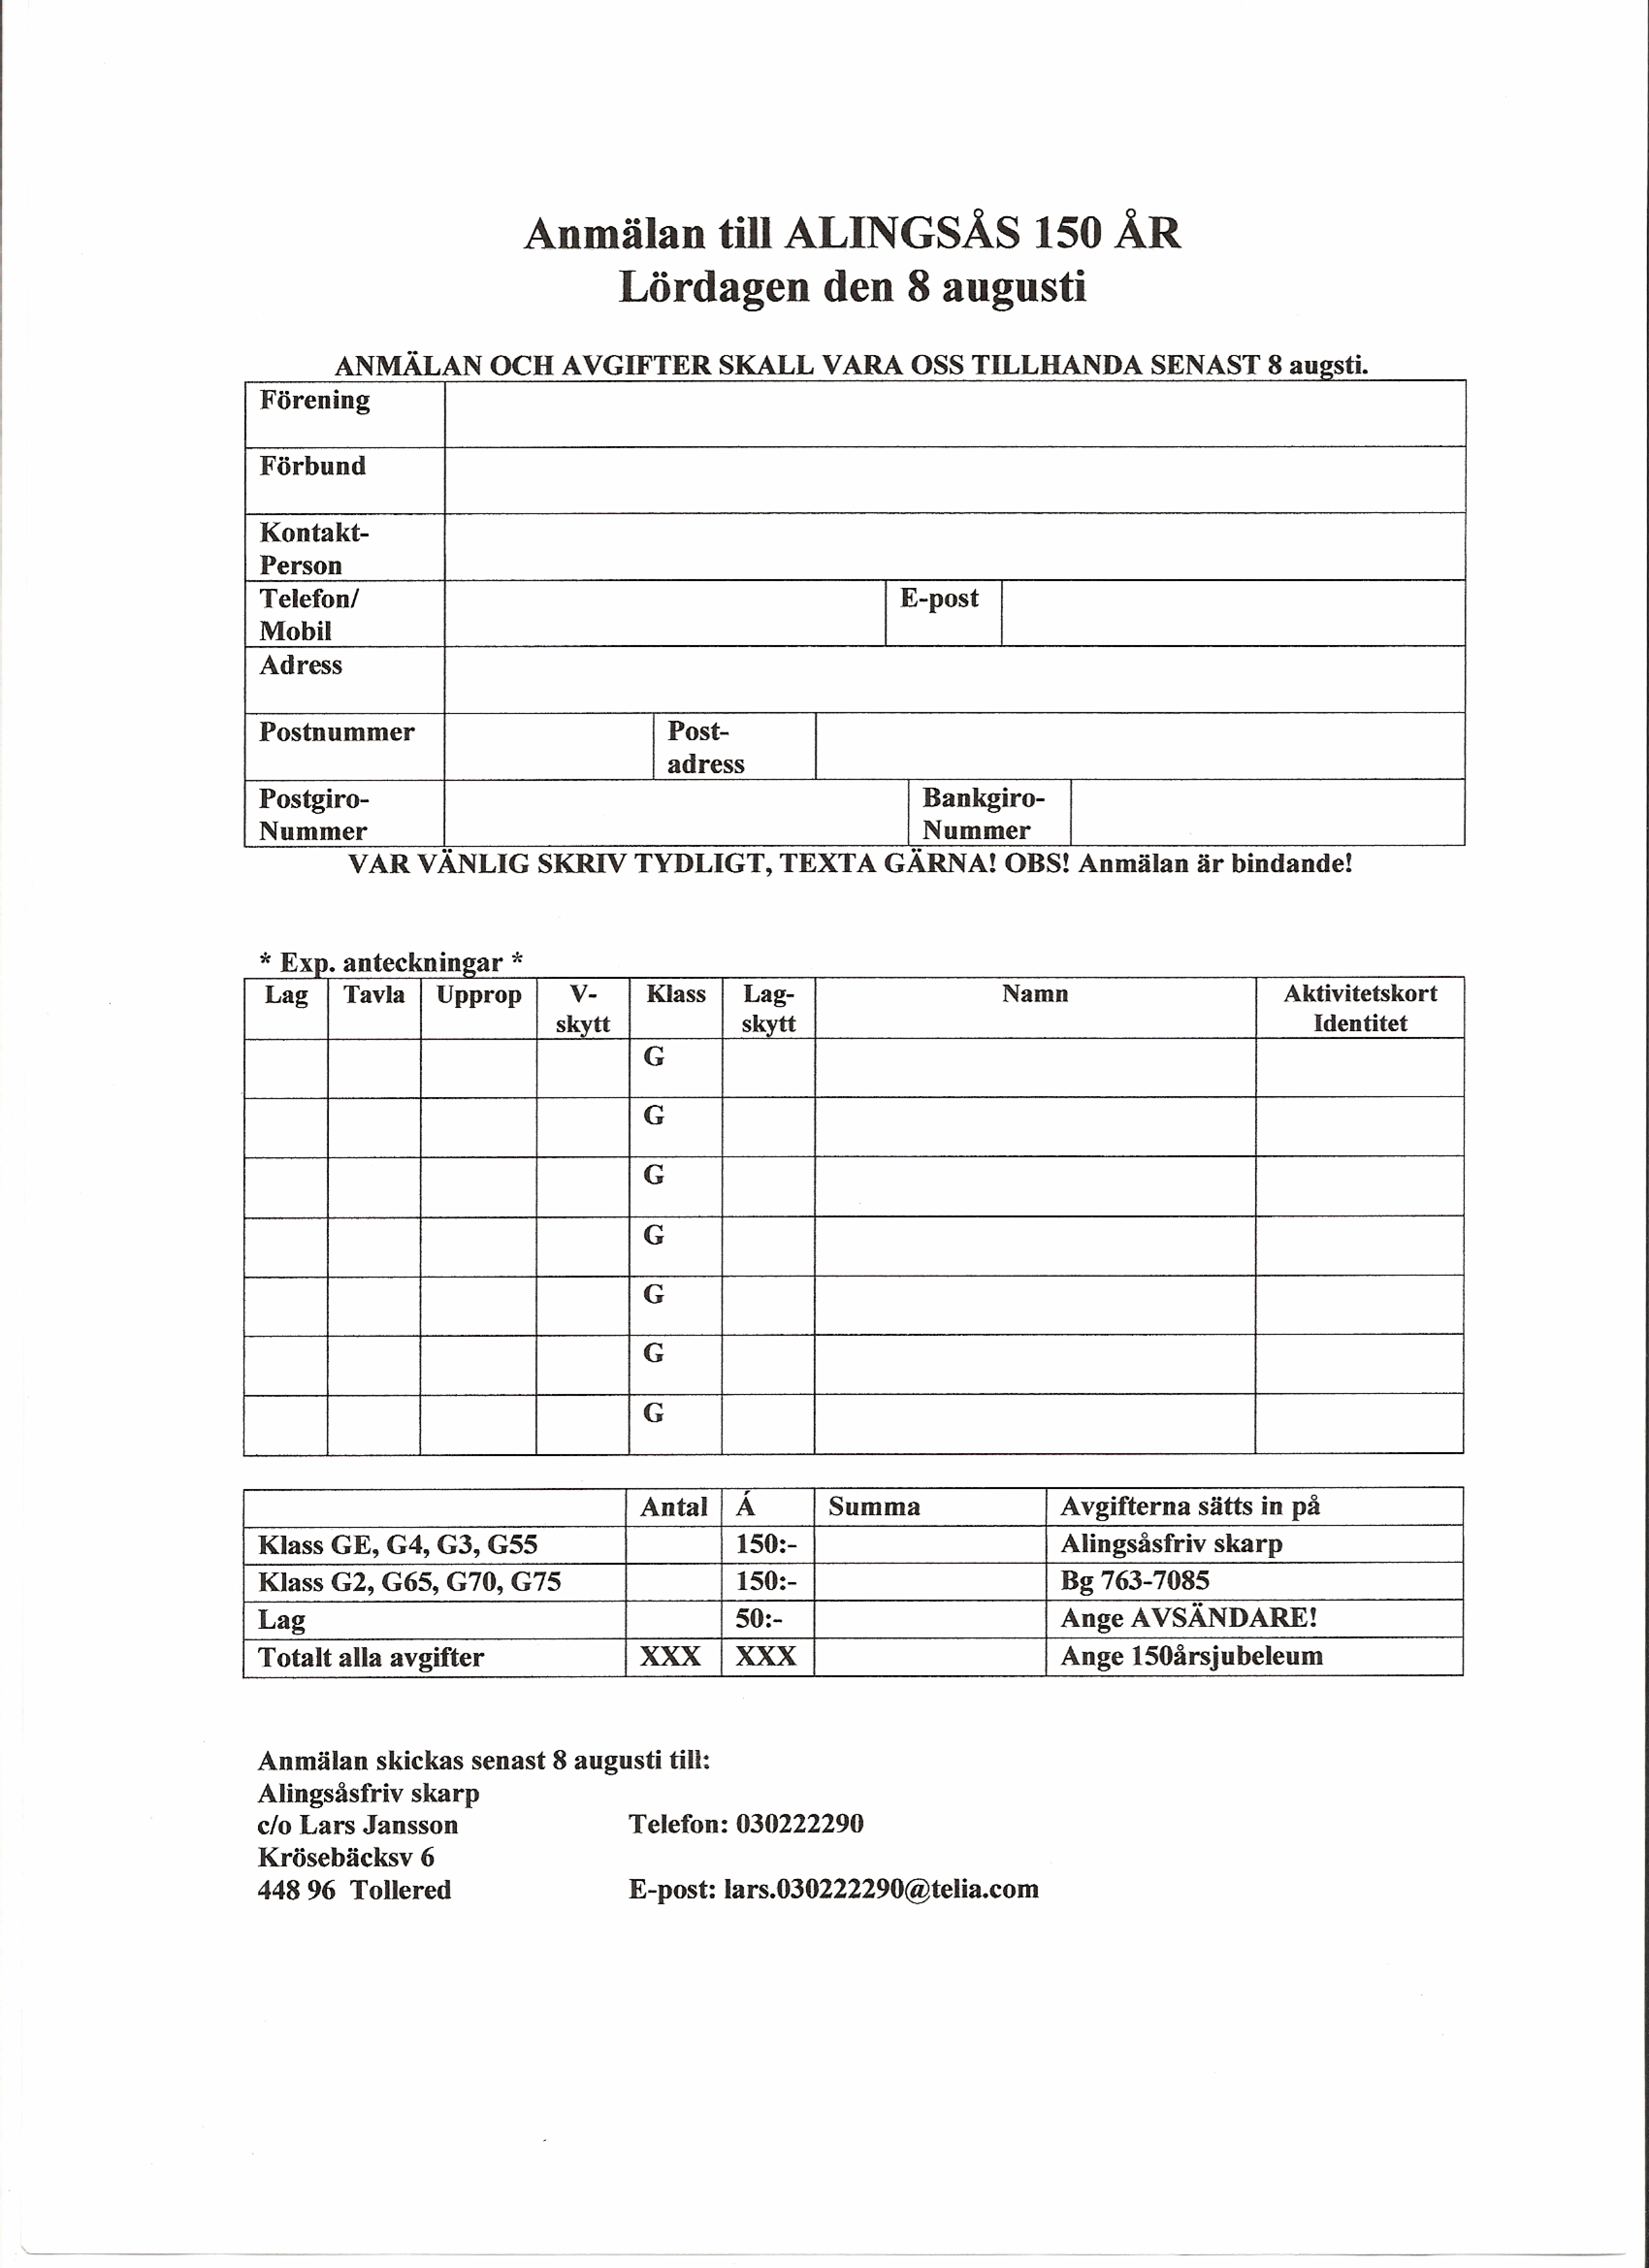 Anmälan till ALINGSÅS 150 ÅR
Lördagen den 8 augusti
ANMÄLAN OCH AVGIFTER SKALL VARA OSS TILLHANDA SENAST 8 augsti.
Förening
Förbund
Kontakt-
Person
Telefon/
Mobil
E-post
Adress
Postnummer
Post-
adress
Postgiro-
Nummer
Bankgiro-
Nummer
VAR VÄNLIG SKRIV TYDLIGT, TEXTA GÄRNA! OBS! Anmälan är bindande!
* Exp. anteckningar *
Lag
Tavla
Upprop
V-
skytt
Klass
Lag-
skytt
Namn
Aktivitetskort
Identitet
G
G
G
G
G
G
G
Antal Á Summa Avgifterna sätts in på
Klass GE, G4, G3, G55 150:- Alingsåsfriv skarp
Klass G2, G65, G70, G75 150:- Bg 763-7085
Lag 50:- Ange AVSÄNDARE!
Totalt alla avgifter XXX XXX Ange 150årsjubeleum
Anmälan skickas senast 8 augusti till:
Alingsåsfriv skarp
c/o Lars Jansson Telefon: 030222290
Krösebäcksv 6
448 96 Tollered E-post: lars.030222290@telia.com